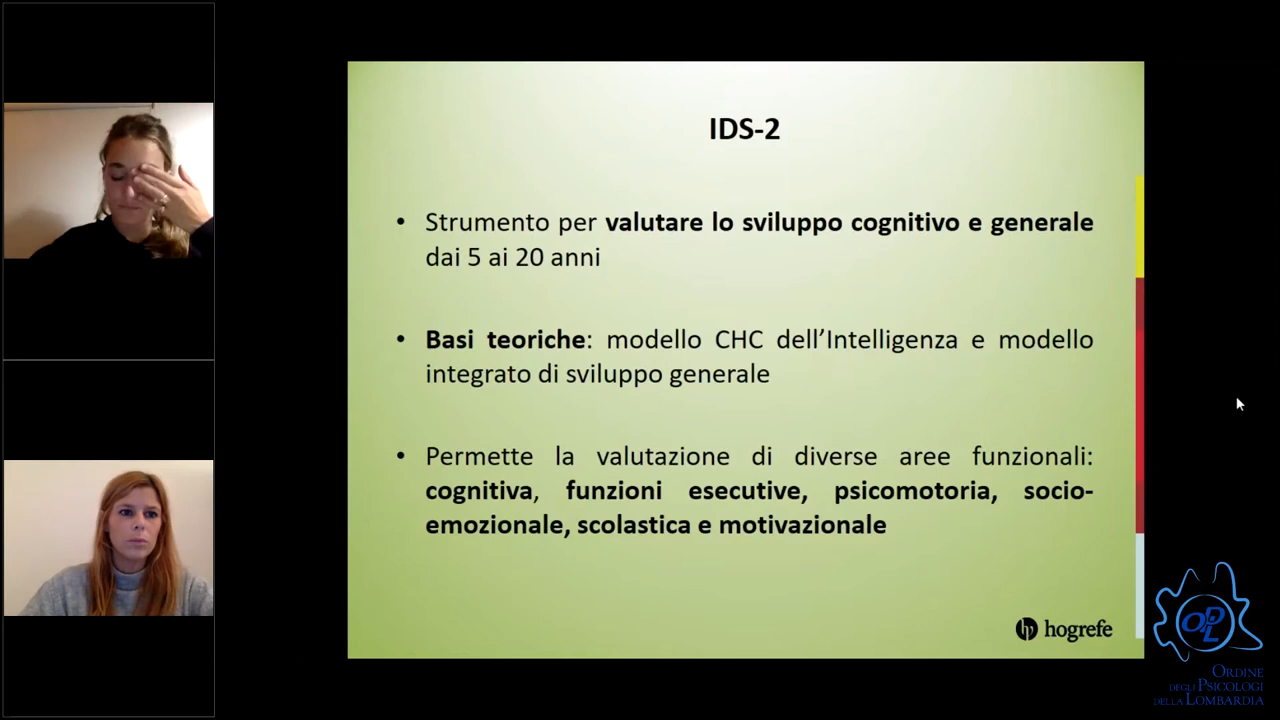 IDS-2
• Strumento per valutare lo sviluppo cognitivo e generale
dai 5 ai 20 anni
• Basi teoriche: modello CHC dell’Intelligenza e modello
integrato di sviluppo generale
• Permette la valutazione di diverse aree funzionali:
cognitiva, funzioni esecutive, psicomotoria, socio-
emozionale, scolastica e motivazionale
hogrefe
OPL
ORDINE
DEGLI PSICOLOGI
DELLA LOMBARDIA